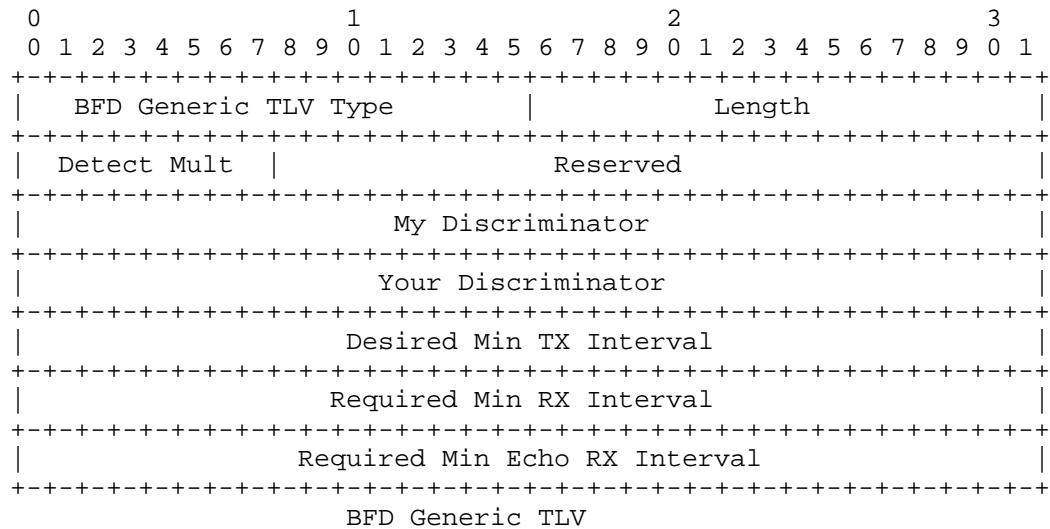 0                   1                   2                   3
 0 1 2 3 4 5 6 7 8 9 0 1 2 3 4 5 6 7 8 9 0 1 2 3 4 5 6 7 8 9 0 1
+-+-+-+-+-+-+-+-+-+-+-+-+-+-+-+-+-+-+-+-+-+-+-+-+-+-+-+-+-+-+-+-+
|   BFD Generic TLV Type        |           Length              |
+-+-+-+-+-+-+-+-+-+-+-+-+-+-+-+-+-+-+-+-+-+-+-+-+-+-+-+-+-+-+-+-+
|  Detect Mult  |                 Reserved                      |
+-+-+-+-+-+-+-+-+-+-+-+-+-+-+-+-+-+-+-+-+-+-+-+-+-+-+-+-+-+-+-+-+
|                       My Discriminator                        |
+-+-+-+-+-+-+-+-+-+-+-+-+-+-+-+-+-+-+-+-+-+-+-+-+-+-+-+-+-+-+-+-+
|                      Your Discriminator                       |
+-+-+-+-+-+-+-+-+-+-+-+-+-+-+-+-+-+-+-+-+-+-+-+-+-+-+-+-+-+-+-+-+
|                    Desired Min TX Interval                    |
+-+-+-+-+-+-+-+-+-+-+-+-+-+-+-+-+-+-+-+-+-+-+-+-+-+-+-+-+-+-+-+-+
|                   Required Min RX Interval                    |
+-+-+-+-+-+-+-+-+-+-+-+-+-+-+-+-+-+-+-+-+-+-+-+-+-+-+-+-+-+-+-+-+
|                 Required Min Echo RX Interval                 |
+-+-+-+-+-+-+-+-+-+-+-+-+-+-+-+-+-+-+-+-+-+-+-+-+-+-+-+-+-+-+-+-+
                    BFD Generic TLV